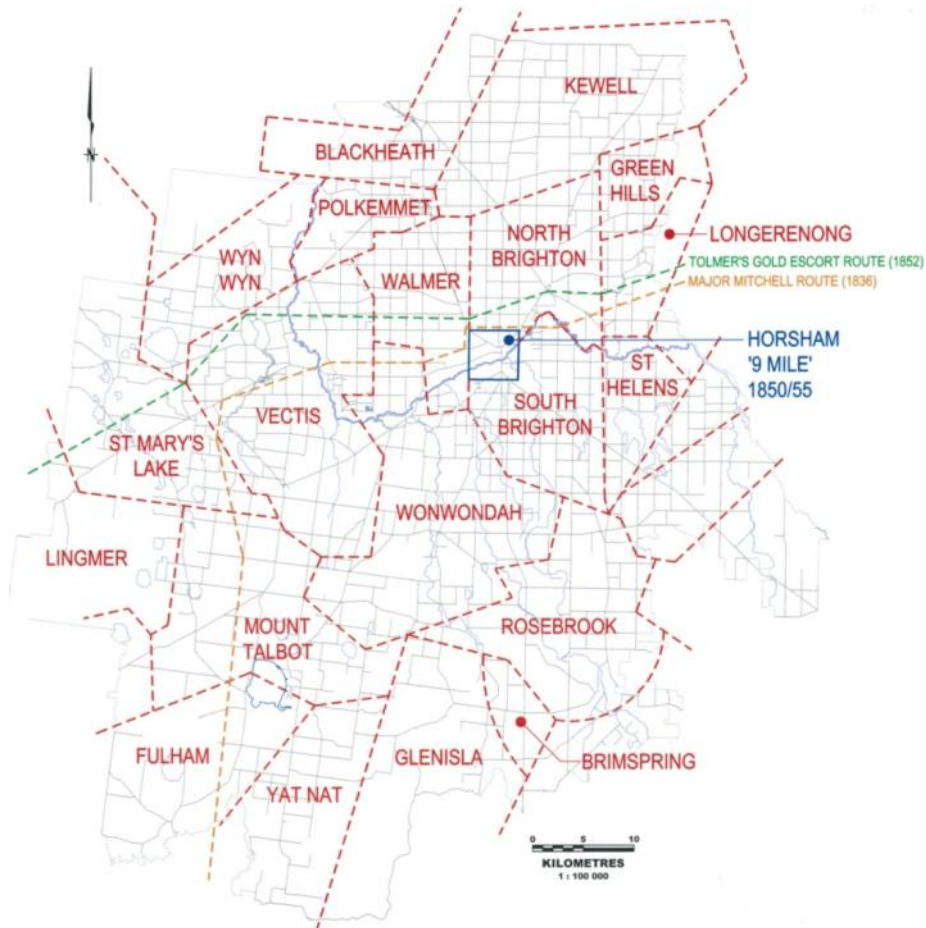 KEWELL
BLACKHEATH
GREEN
HILLS
POLKEMMET
NORTH
BRIGHTON
LONGERENONG
WYN
WYN
WALMER
TOLMER'S GOLD ESCORT ROUTE (1852)
MAJOR MITCHELL ROUTE (1836)
N
HORSHAM
'9 MILE'
1850/55
ST
HELENS
VECTIS
SOUTH
BRIGHTON
ST MARY'S
LAKE
WONWONDAH
LINGMER
MOUNT
TALBOT
ROSEBROOK
FULHAM
GLENISLA
BRIMSPRING
YAT NAT
0 5 10
KILOMETRES
1 : 100 000